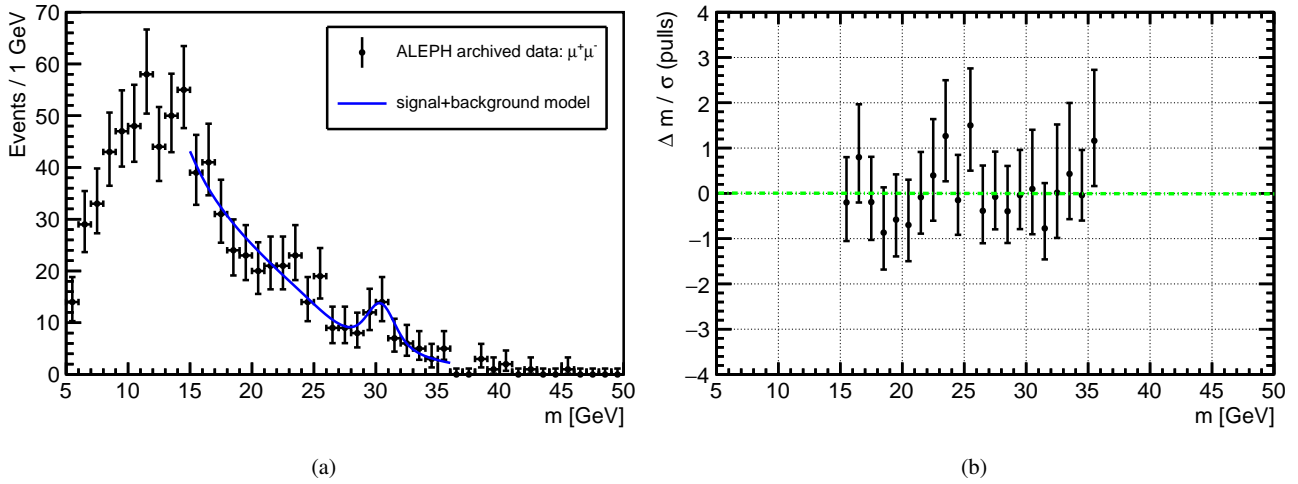 Events / 1 GeV
70
60
50
40
30
20
10
0
ALEPH archived data: μ⁺μ⁻
signal+background model
5 10 15 20 25 30 35 40 45 50
m [GeV]
(a)
Δ m / σ (pulls)
4
3
2
1
0
−1
−2
−3
−4
5 10 15 20 25 30 35 40 45 50
m [GeV]
(b)